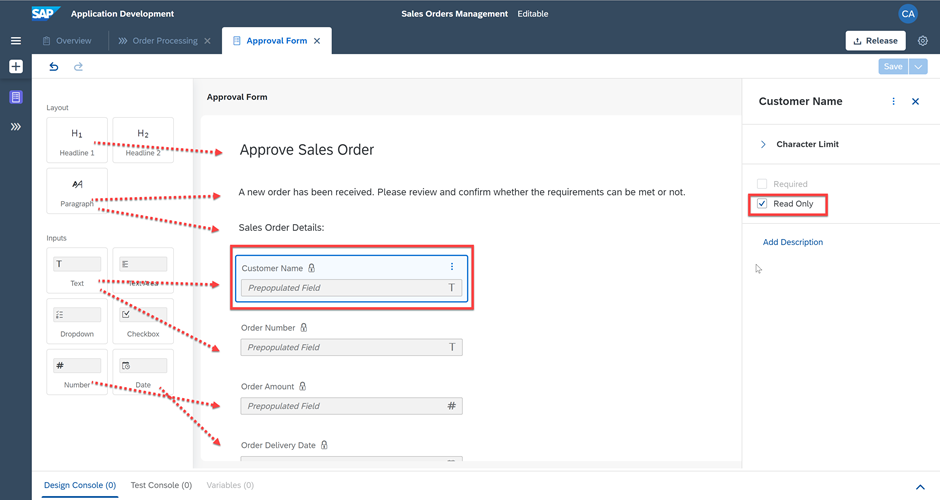 SAP Application Development
Sales Orders Management Editable
CA
Overview
Order Processing
Approval Form
Release
Save
Layout
H1
Headline 1
H2
Headline 2
Paragraph
Inputs
T
Text
Text Area
Dropdown
Checkbox
#
Number
Date
Approval Form
Approve Sales Order
A new order has been received. Please review and confirm whether the requirements can be met or not.
Sales Order Details:
Customer Name
Prepopulated Field T
Order Number
Prepopulated Field T
Order Amount
Prepopulated Field #
Order Delivery Date
Customer Name
Character Limit
Required
Read Only
Add Description
Design Console (0) Test Console (0) Variables (0)